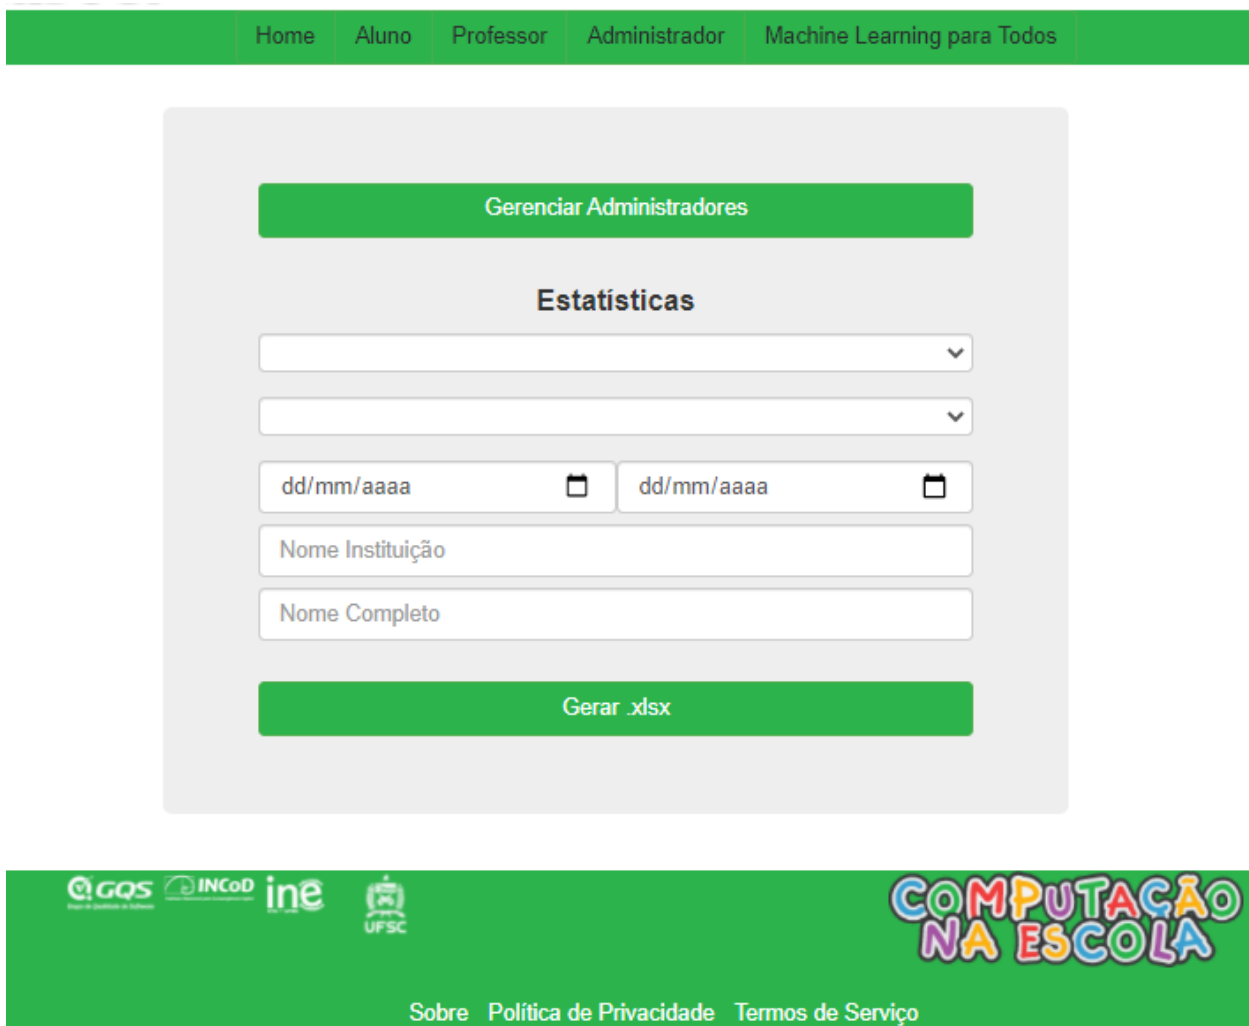 Home Aluno Professor Administrador Machine Learning para Todos
Gerenciar Administradores
Estatísticas
dd/mm/aaaa dd/mm/aaaa
Nome Instituição
Nome Completo
Gerar .xlsx
GQS INCoD ine UFSC
COMPUTAÇÃO
NA ESCOLA
Sobre Política de Privacidade Termos de Serviço